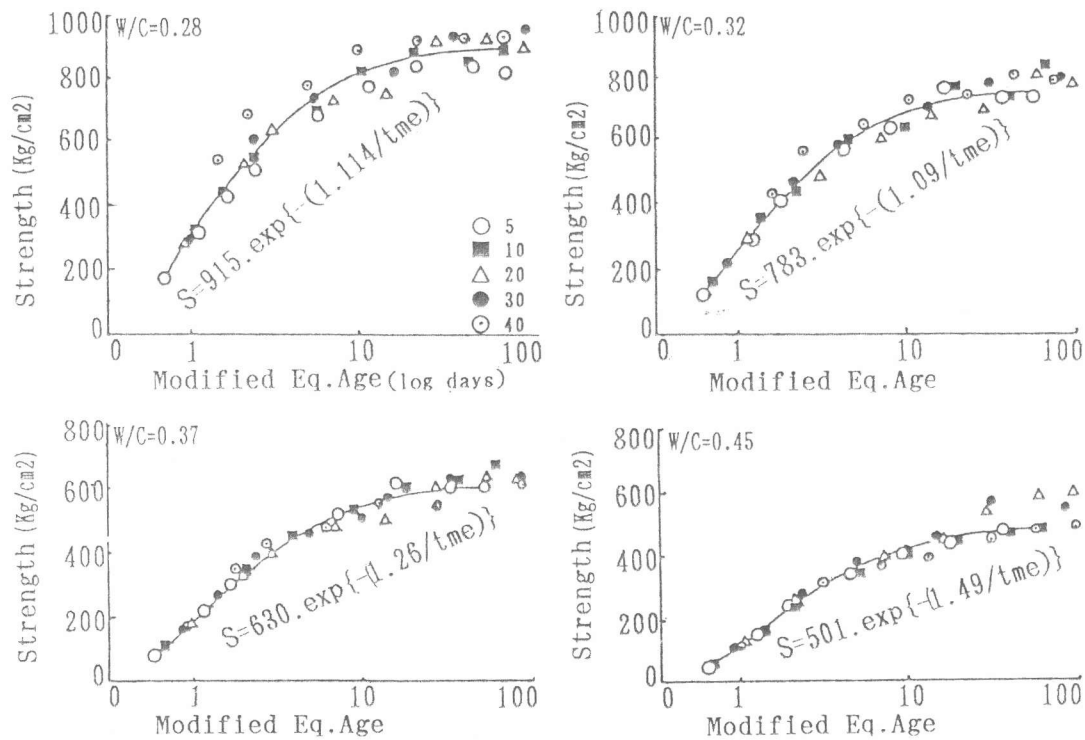 1000
800
600
400
200
0
Strength (Kg/cm2)
W/C=0.28
S=915.exp{-(1.114/tme)}
5
10
20
30
40
0 1 10 100
Modified Eq.Age(log days)
1000
800
600
400
200
0
Strength(Kg/cm2)
W/C=0.32
S=783.exp{-(1.09/tme)}
0 1 10 100
Modified Eq.Age
800
600
400
200
0
Strength (Kg/cm2)
W/C=0.37
S=630.exp{-(1.26/tme)}
0 1 10 100
Modified Eq.Age
800
600
400
200
0
Strength (Kg/cm2)
W/C=0.45
S=501.exp{-(1.49/tme)}
0 1 10 100
Modified Eq.Age